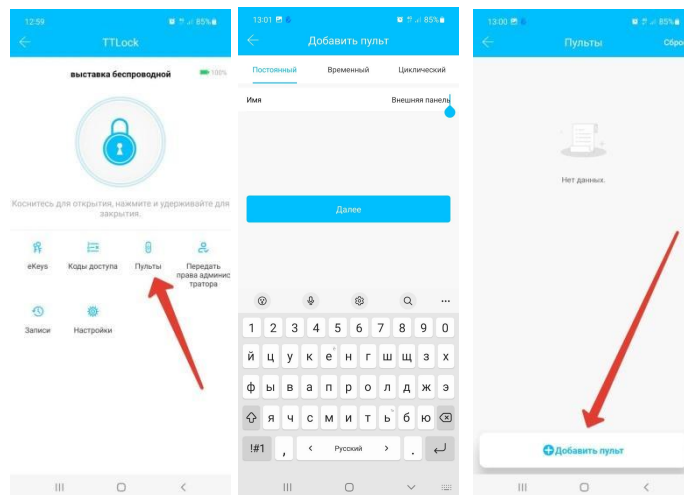 12:59
85%
TTLock
выставка беспроводной
100%
Коснитесь для открытия, нажмите и удерживайте для
закрытия.
eKeys
Коды доступа
Пульты
Передать
права админис
тратора
Записи
Настройки
13:01
85%
Добавить пульт
Постоянный
Временный
Циклический
Имя
Внешняя панель
Далее
1 2 3 4 5 6 7 8 9 0
й ц у к е н г ш щ з х
ф ы в а п р о л д ж э
я ч с м и т ь б ю
!#1 , < Русский > .
13:00
85%
Пульты
Сброс
Нет данных.
Добавить пульт